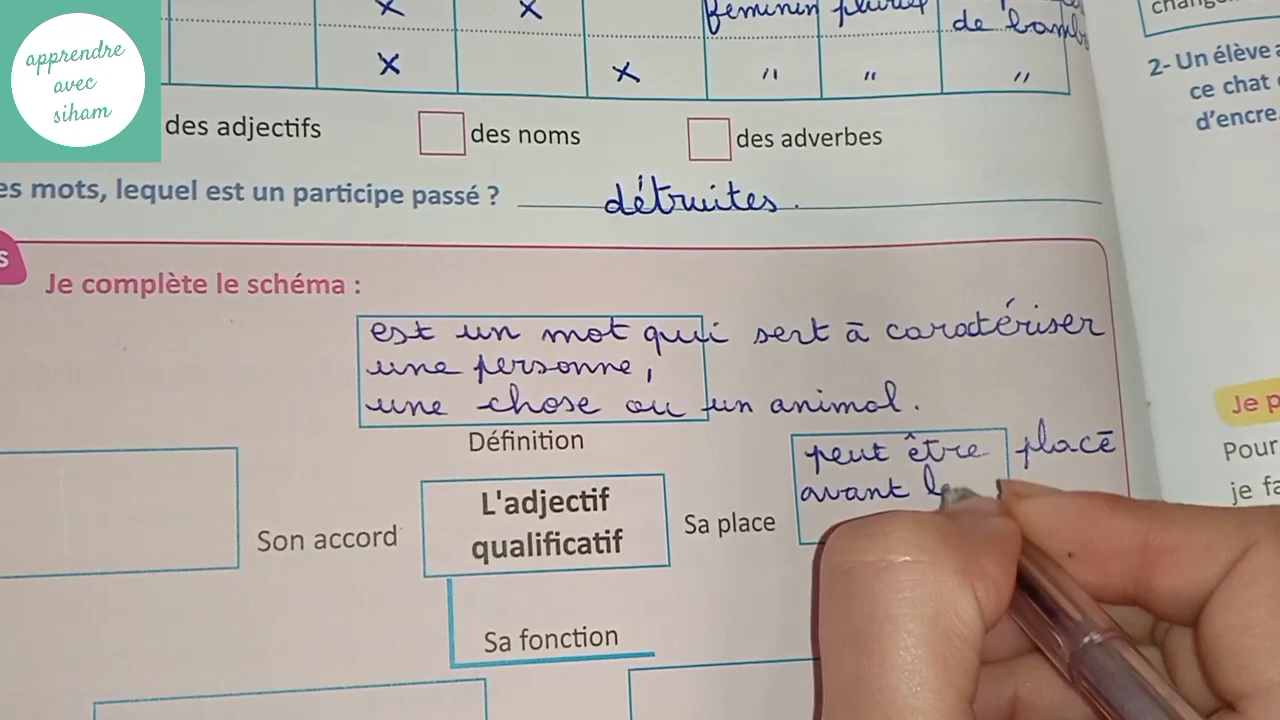 apprendre
avec
siham
féminin pluriel
de bamb
"
"
"
des adjectifs
des noms
des adverbes
es mots, lequel est un participe passé ?
détruites.
s
Je complète le schéma :
est un mot qui sert à caractériser
une personne,
une chose ou un animal.
Définition
peut être placé
avant le
L'adjectif
qualificatif
Son accord
Sa place
Sa fonction
chang
2- Un élève a
ce chat
d'encre.
Je p
Pour
je fa